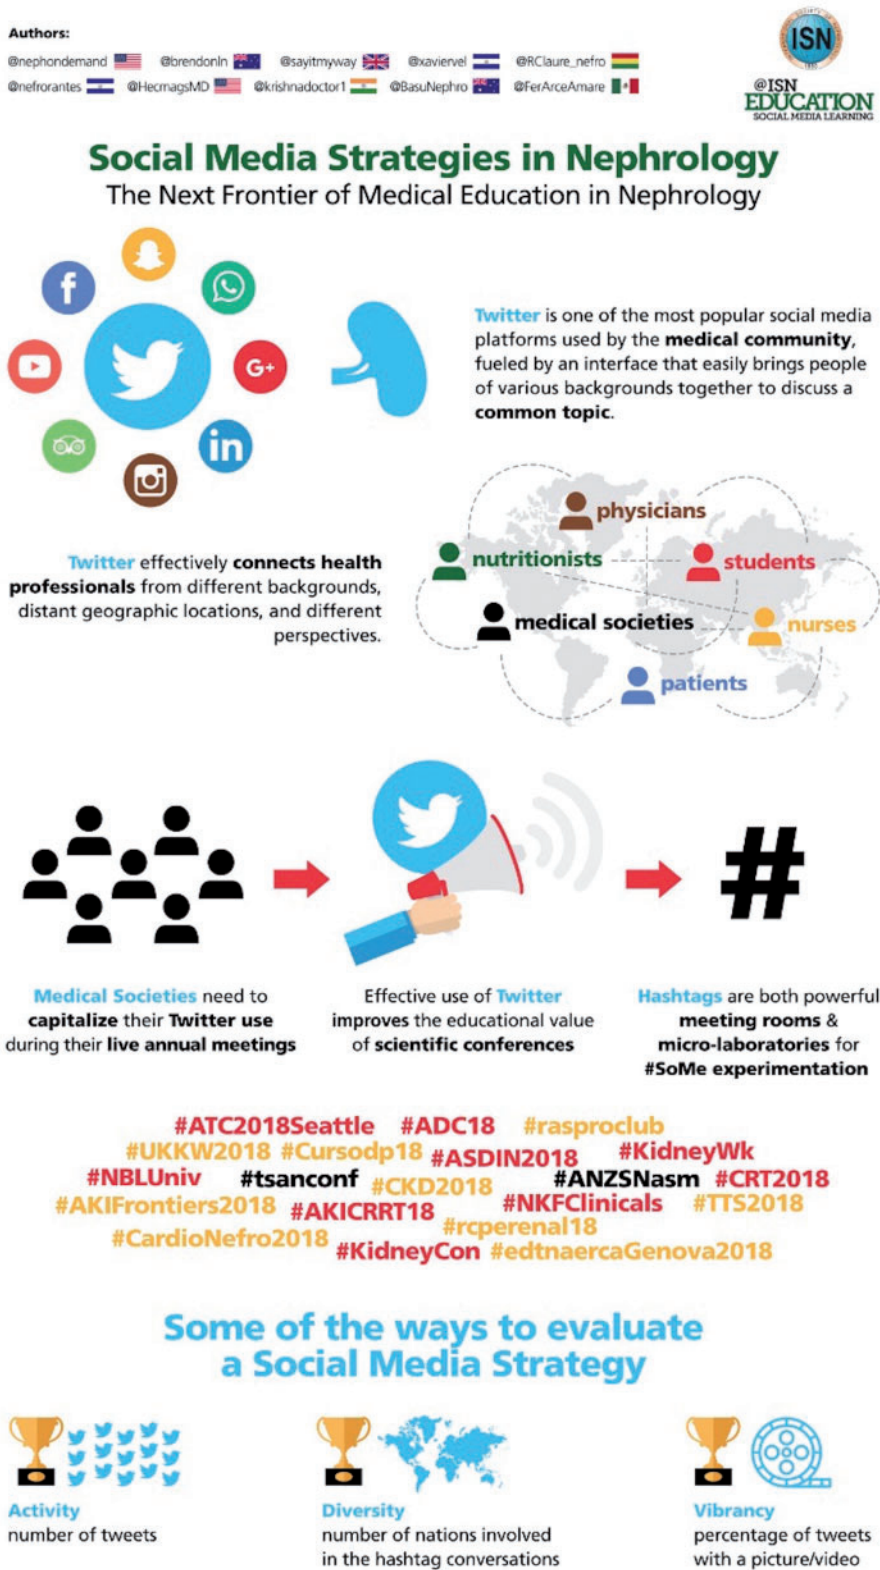 Authors:
@nephondemand @brendonln @sayitmyway @xaviervel @RClaure_nefro
@nefrorantes @HecmagsMD @krishnadoctor1 @BasuNephro @FerArceAmare
ISN
@ISN
EDUCATION
SOCIAL MEDIA LEARNING
Social Media Strategies in Nephrology
The Next Frontier of Medical Education in Nephrology
f
G+
in
Twitter is one of the most popular social media
platforms used by the medical community,
fueled by an interface that easily brings people
of various backgrounds together to discuss a
common topic.
Twitter effectively connects health
professionals from different backgrounds,
distant geographic locations, and different
perspectives.
physicians
nutritionists
students
medical societies
nurses
patients
#
Medical Societies need to
capitalize their Twitter use
during their live annual meetings
Effective use of Twitter
improves the educational value
of scientific conferences
Hashtags are both powerful
meeting rooms &
micro-laboratories for
#SoMe experimentation
#ATC2018Seattle #ADC18 #rasproclub
#UKKW2018 #Cursodp18 #ASDIN2018 #KidneyWk
#NBLUniv #tsanconf #CKD2018 #ANZSNasm #CRT2018
#AKIFrontiers2018 #AKICRRT18 #NKFClinicals #TTS2018
#CardioNefro2018 #rcperenal18
#KidneyCon #edtnaercaGenova2018
Some of the ways to evaluate
a Social Media Strategy
Activity
number of tweets
Diversity
number of nations involved
in the hashtag conversations
Vibrancy
percentage of tweets
with a picture/video